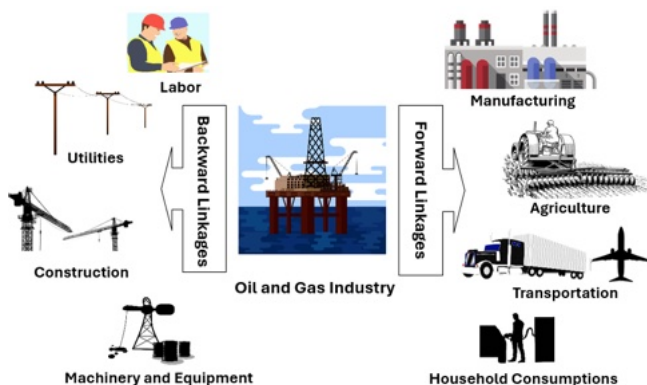 Labor
Utilities
Construction
Machinery and Equipment
Backward Linkages
Oil and Gas Industry
Forward Linkages
Manufacturing
Agriculture
Transportation
Household Consumptions